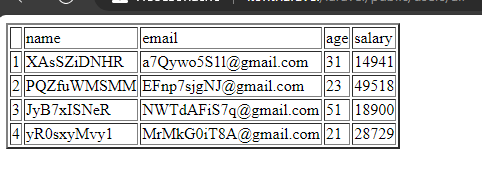 name email age salary
1 XAsSZiDNHR a7Qywo5S1l@gmail.com 31 14941
2 PQZfuWMSMM EFnp7sjgNJ@gmail.com 23 49518
3 JyB7xISNeR NWTdAFiS7q@gmail.com 51 18900
4 yR0sxyMvy1 MrMkG0iT8A@gmail.com 21 28729